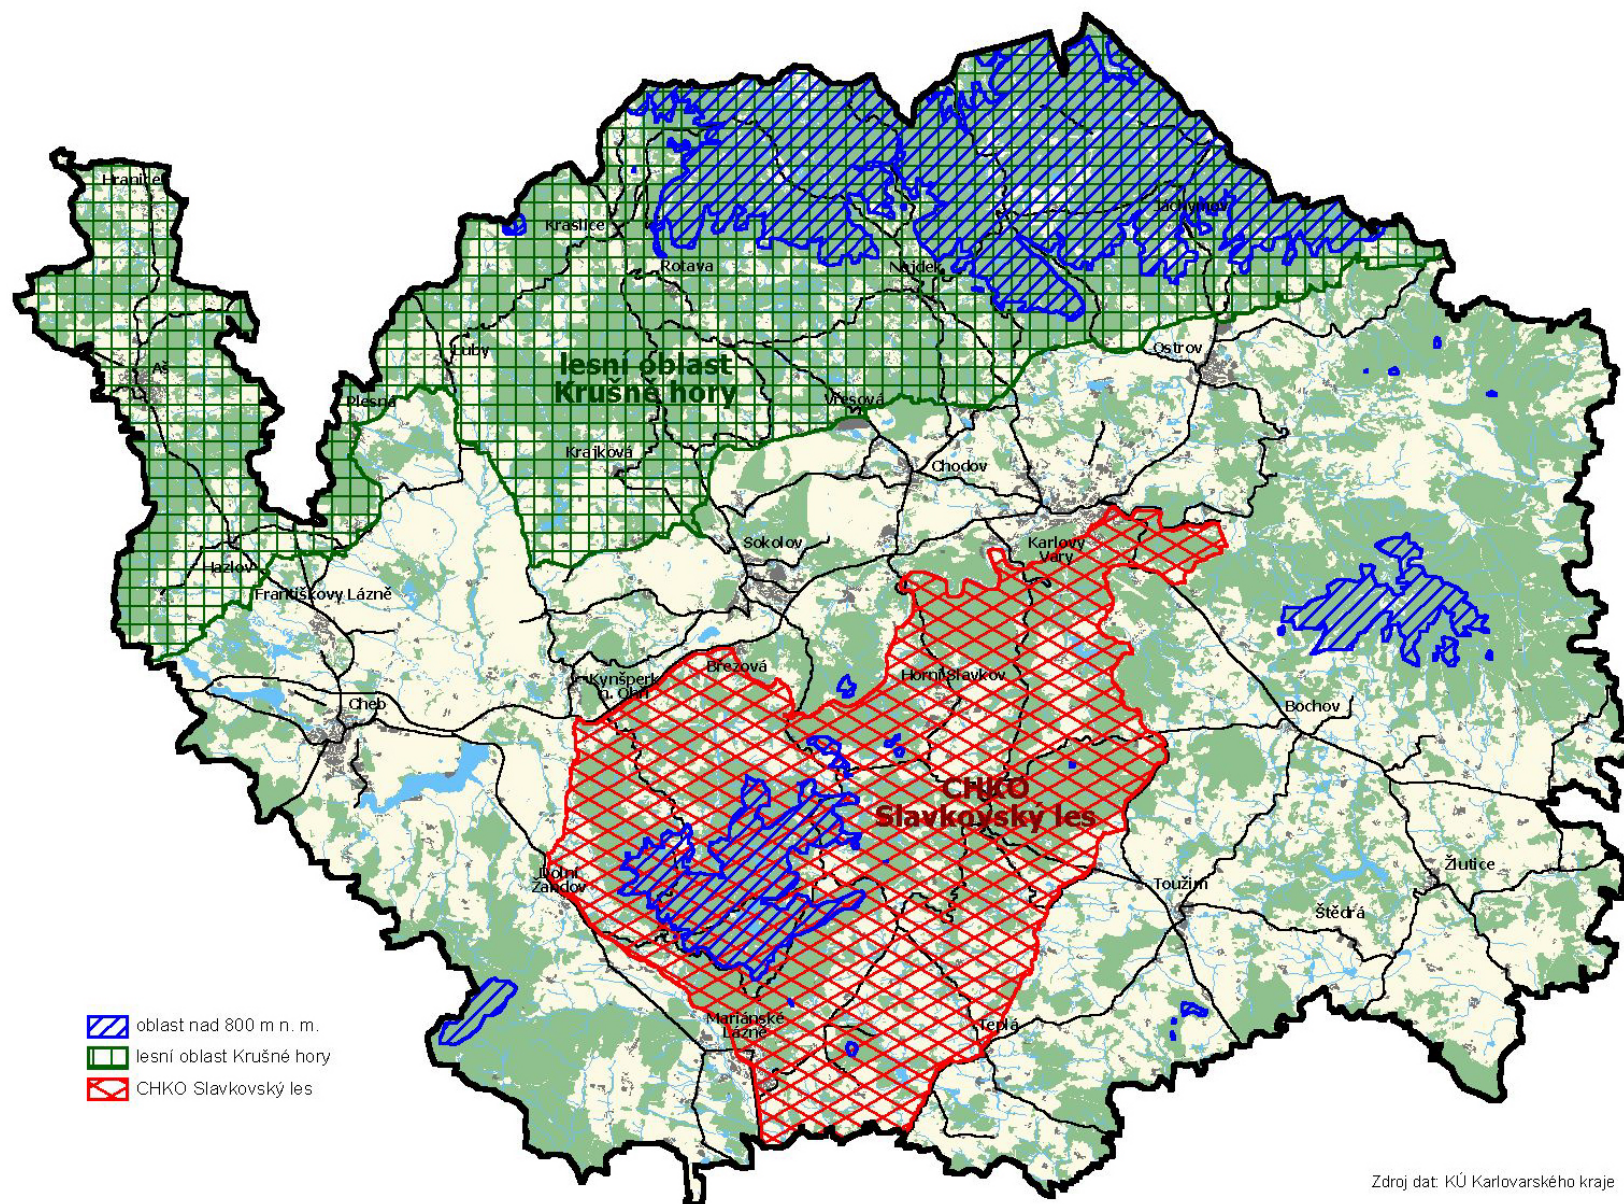 Hranice
Jáchymov
Kraslice
Rotava
Nejdek
Luby
Ostrov
Aš
lesní oblast
Krušné hory
Plesná
Vřesová
Krajková
Chodov
Sokolov
Karlovy
Vary
Hazlov
Františkovy Lázně
Březová
Kynšperk
n. Ohří
Horní Slavkov
Cheb
Bochov
CHKO
Slavkovský les
Dolní
Žandov
Toužim
Žlutice
Štědrá
Mariánské
Lázně
Teplá
oblast nad 800 m n. m.
lesní oblast Krušné hory
CHKO Slavkovský les
Zdroj dat: KÚ Karlovarského kraje